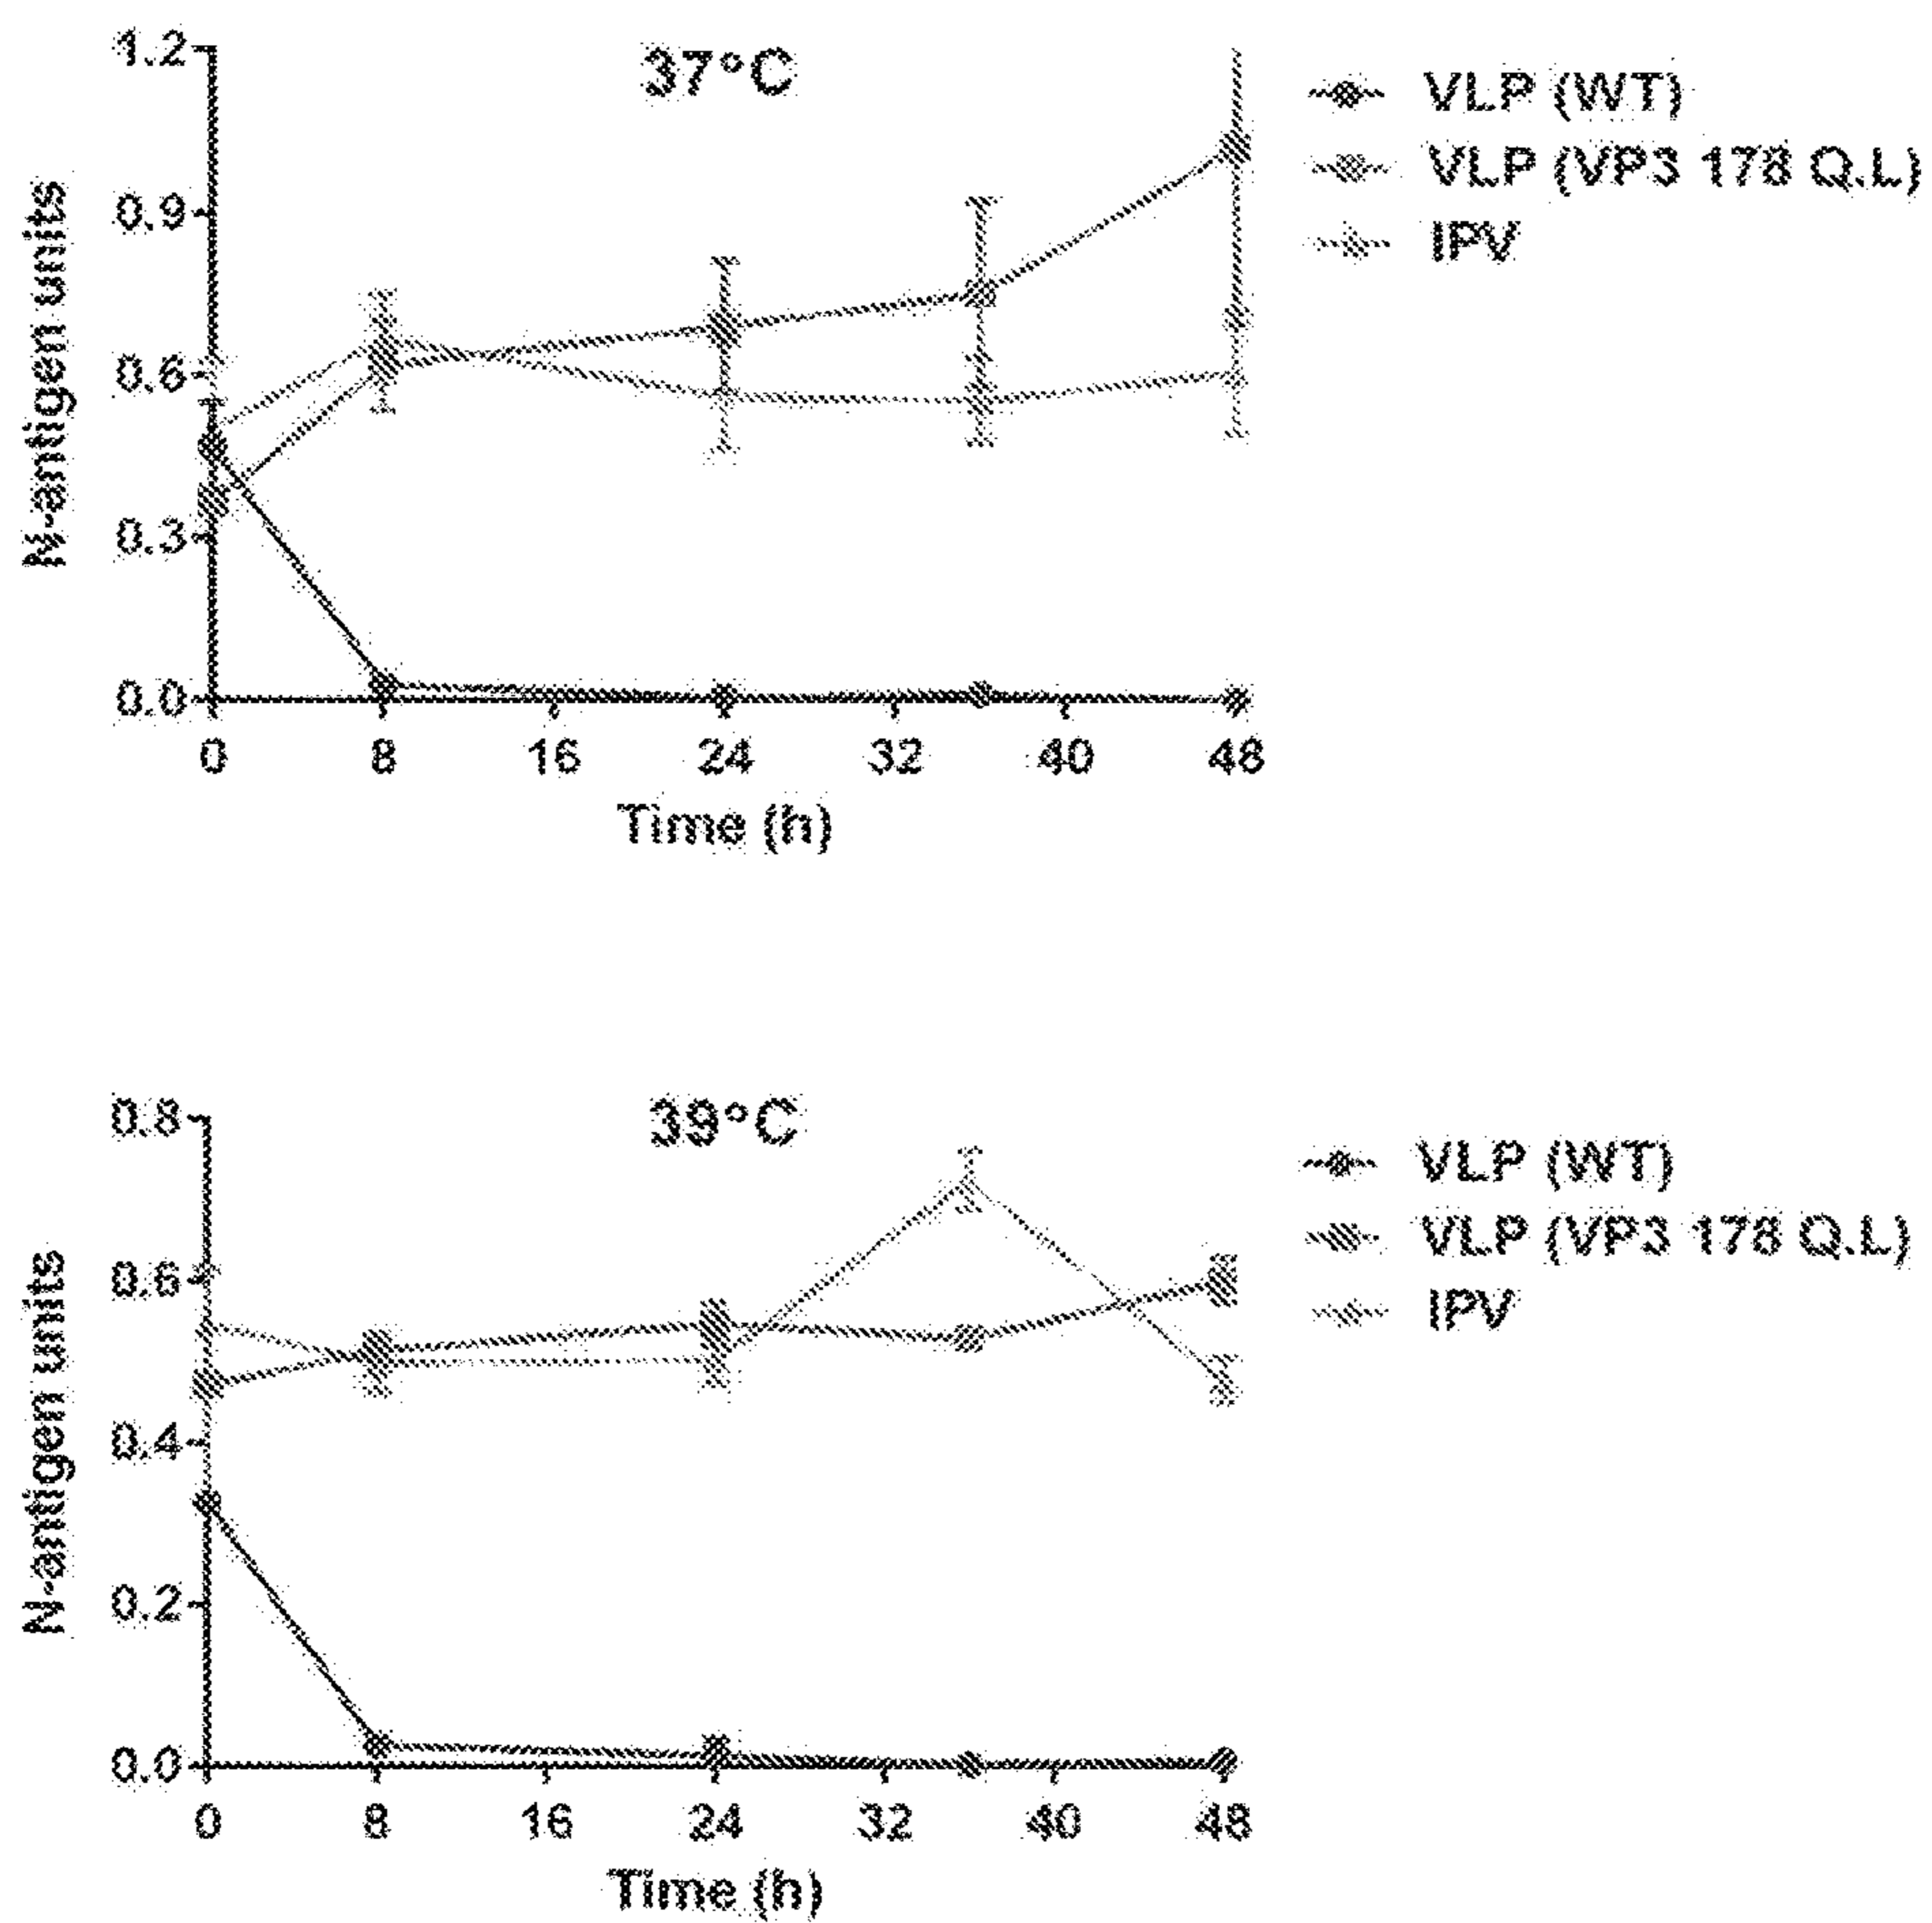 37°C
1.2
0.9
0.6
0.3
0.0
N-antigen units
0 8 16 24 32 40 48
Time (h)
VLP (WT)
VLP (VP3 178 Q.L)
IPV
39°C
0.8
0.6
0.4
0.2
0.0
N-antigen units
0 8 16 24 32 40 48
Time (h)
VLP (WT)
VLP (VP3 178 Q.L)
IPV